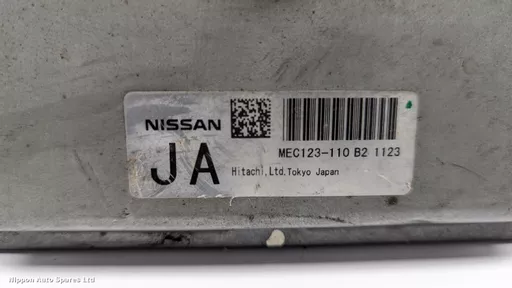 NISSAN
MEC123-110 B2 1123
JA
Hitachi,Ltd.Tokyo Japan
Nippon Auto Spares Ltd